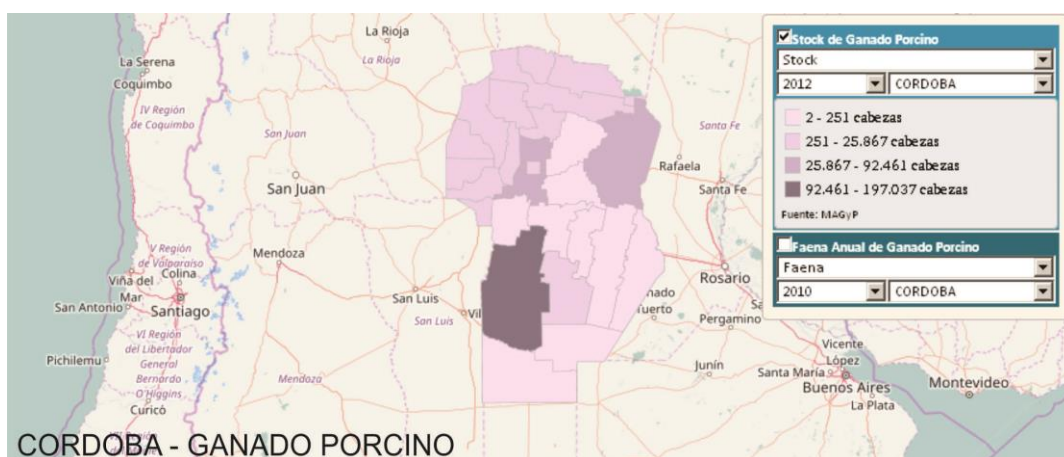 La Rioja
La Serena
Coquimbo
La Rioja
IV Región
de Coquimbo
San Juan
San Juan
Santa Fe
Rafaela
Santa Fe
Mendoza
V Región
de Valparaíso
Viña del
Mar
Colina
San Antonio
Santiago
San Luis
San Luis
Vil
Rosario
nado
uerto
Pergamino
VI Región
del Libertador
General
Bernardo
O'Higgins
Pichilemu
Curicó
Mendoza
Junín
Vicente
López
Santa María
Buenos Aires
La Plata
Montevideo
Stock de Ganado Porcino
Stock
2012 CORDOBA
2 - 251 cabezas
251 - 25.867 cabezas
25.867 - 92.461 cabezas
92.461 - 197.037 cabezas
Fuente: MAGyP
Faena Anual de Ganado Porcino
Faena
2010 CORDOBA
CORDOBA - GANADO PORCINO